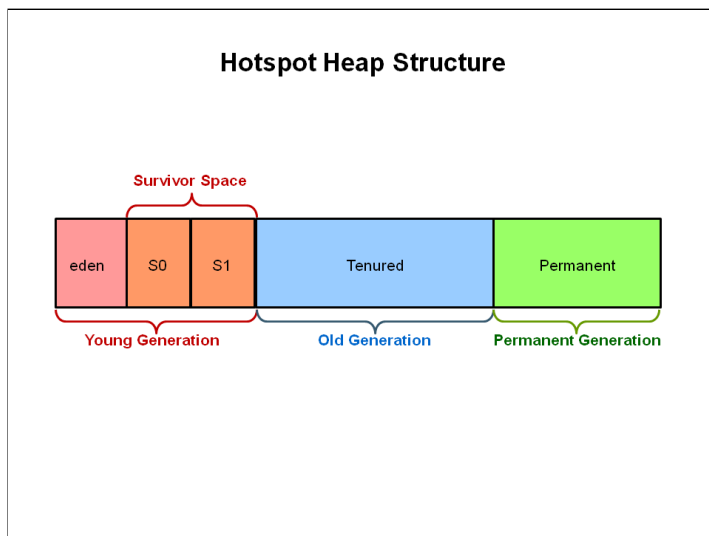 Hotspot Heap Structure
Survivor Space
eden
S0
S1
Tenured
Permanent
Young Generation
Old Generation
Permanent Generation